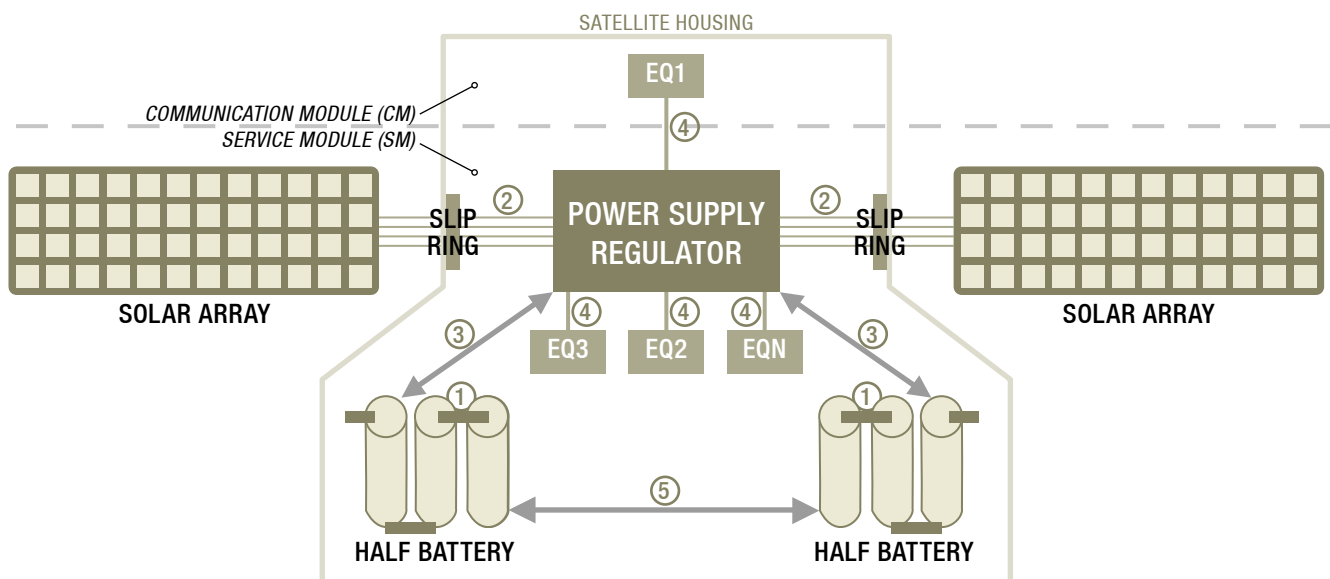 SATELLITE HOUSING
EQ1
COMMUNICATION MODULE (CM)
4
SERVICE MODULE (SM)
2
POWER SUPPLY
REGULATOR
2
SLIP
RING
SLIP
RING
SOLAR ARRAY
SOLAR ARRAY
4
4
4
3
3
EQ3
EQ2
EQN
1
1
5
HALF BATTERY
HALF BATTERY